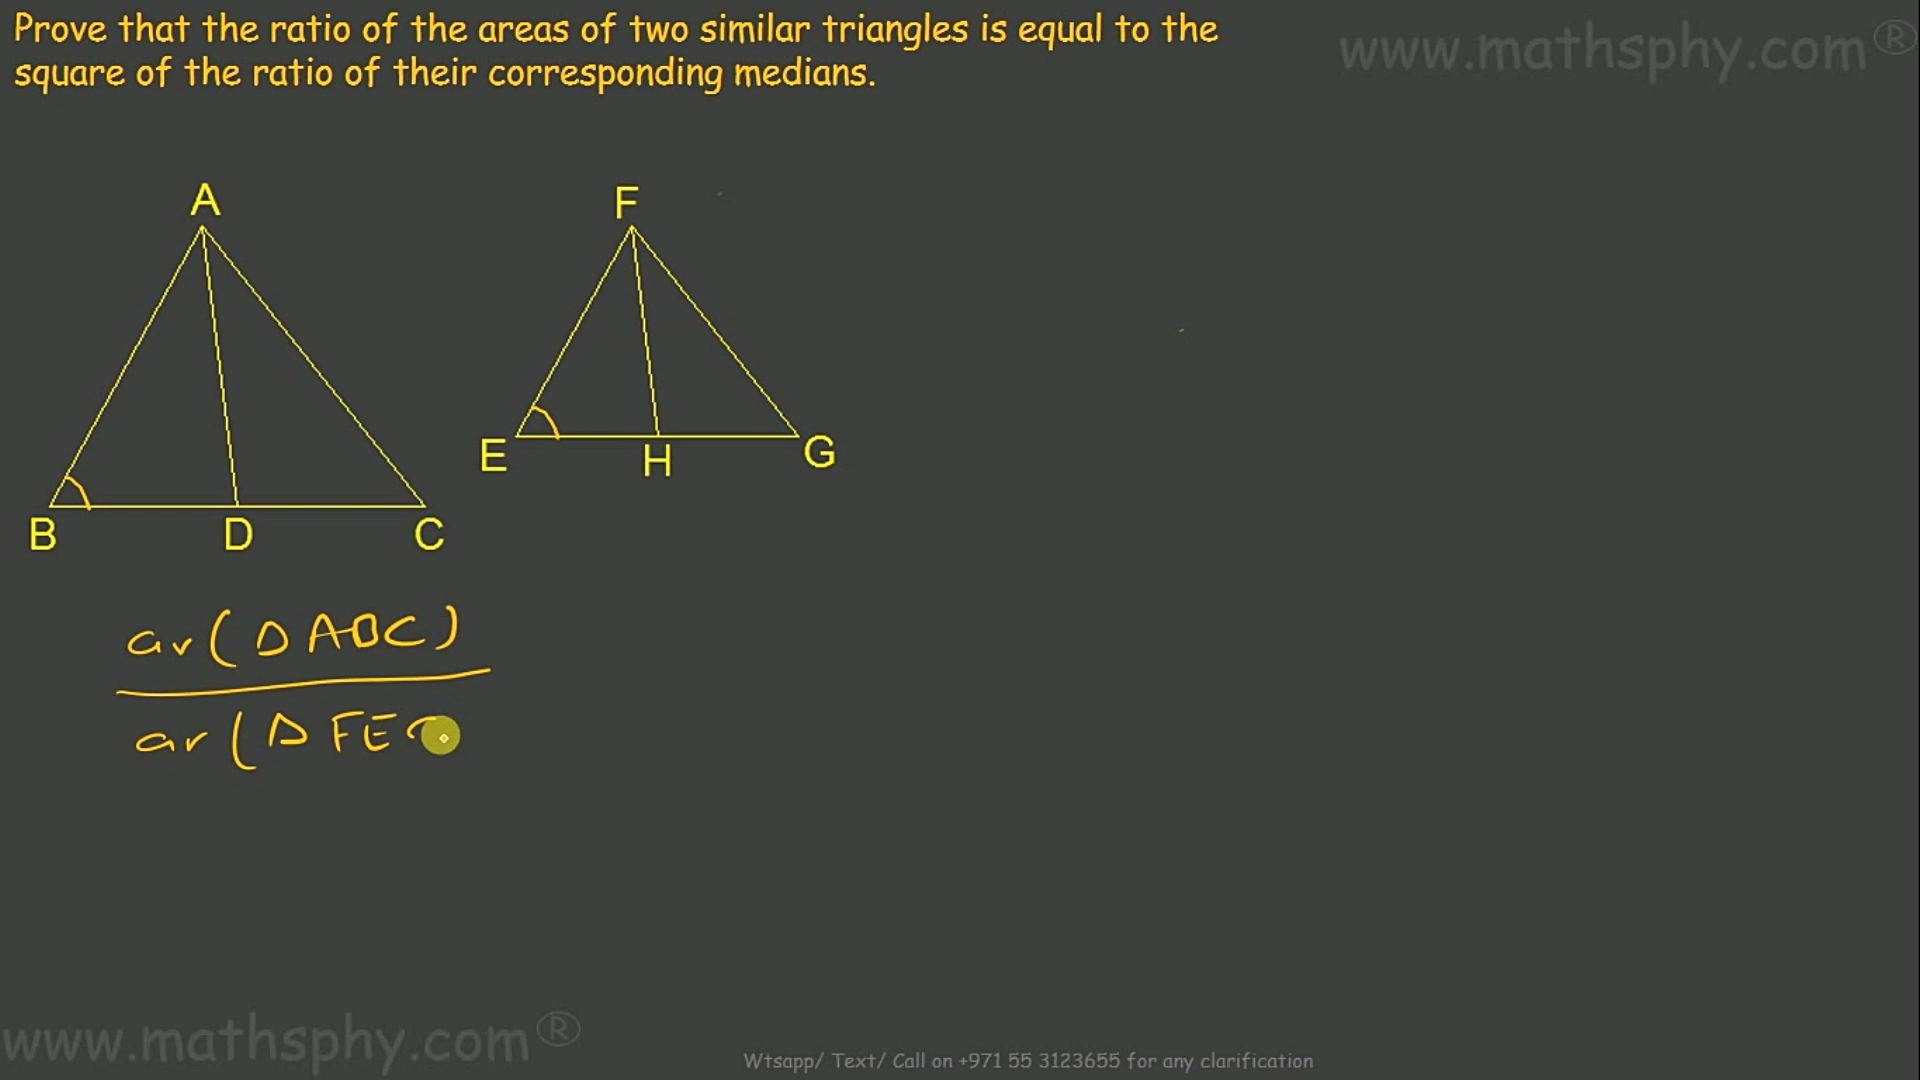 Prove that the ratio of the areas of two similar triangles is equal to the
square of the ratio of their corresponding medians.
www.mathsphy.com®
A
F
E
H
G
B
D
C
ar(Δ ABC)
ar(Δ FE
www.mathsphy.com®
Wtsapp/ Text/ Call on +971 55 3123655 for any clarification